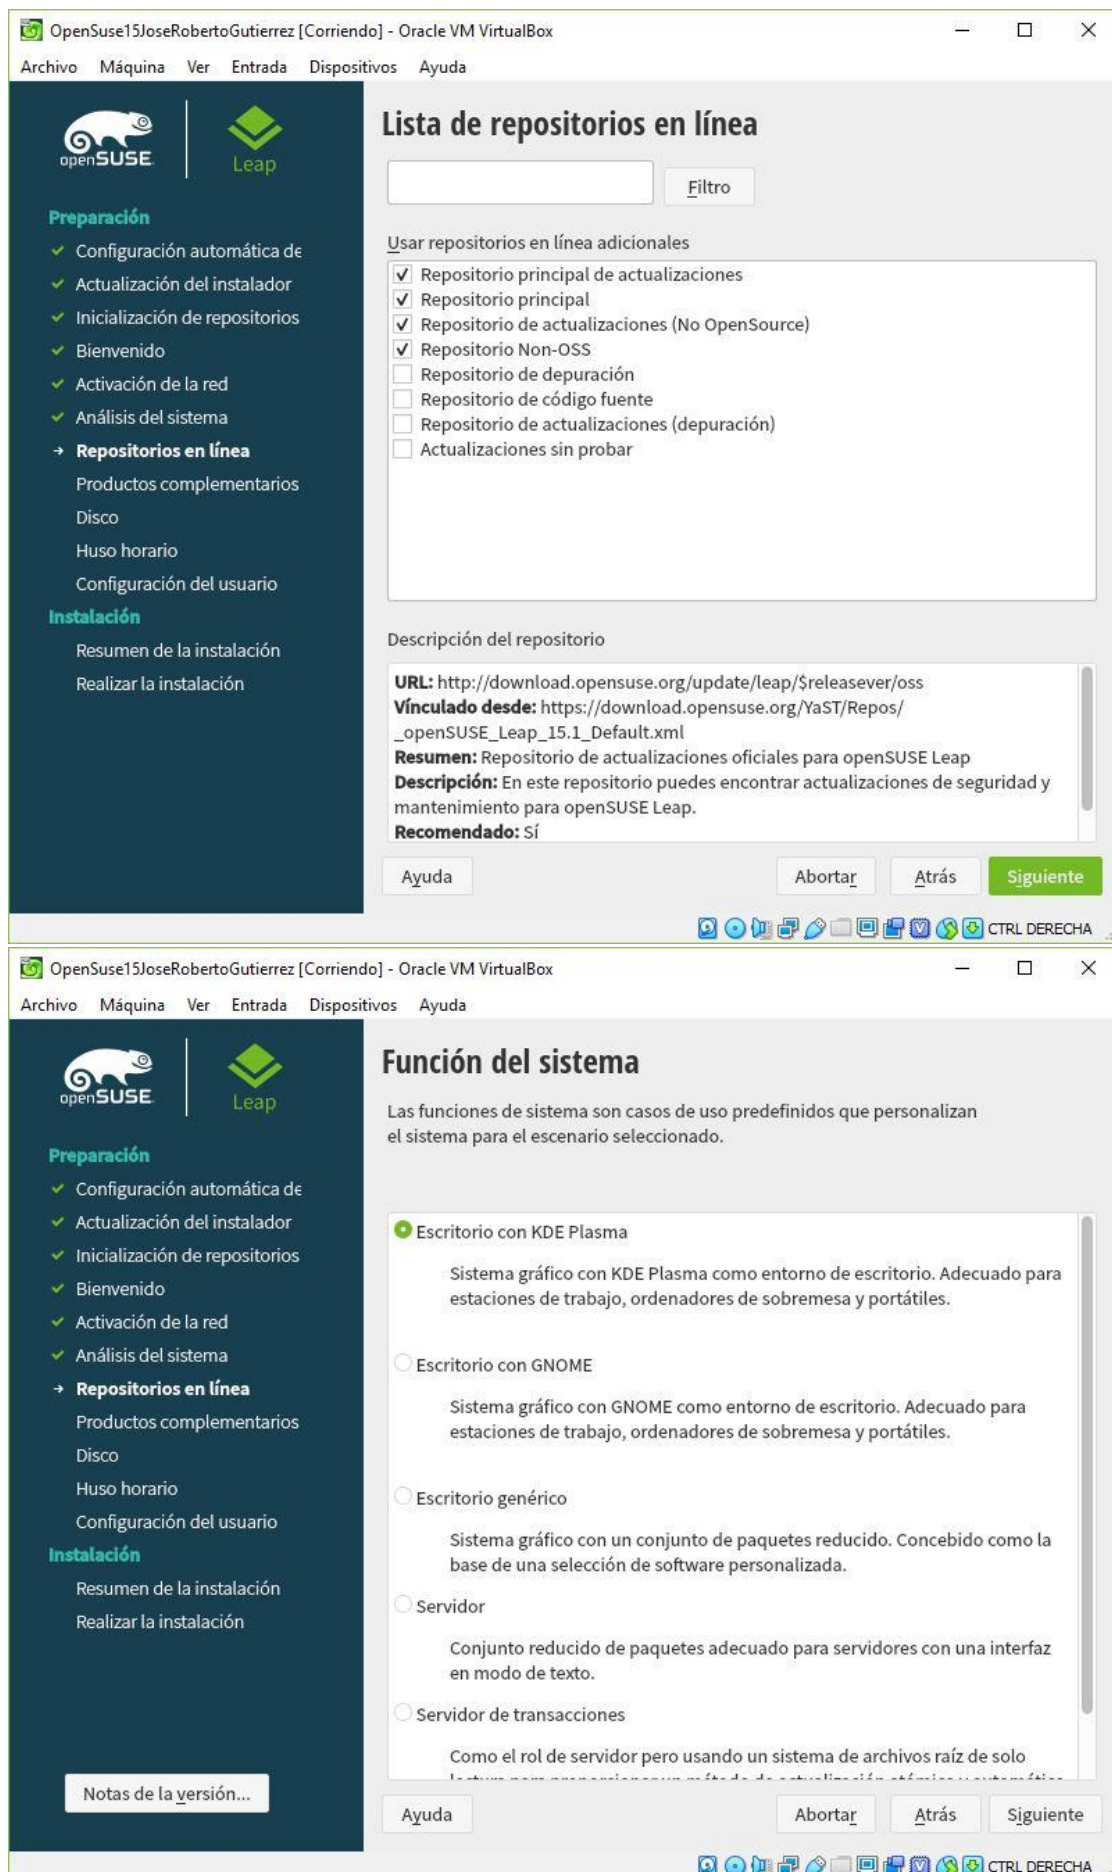 OpenSuse15JoseRobertoGutierrez [Corriendo] - Oracle VM VirtualBox
Archivo Máquina Ver Entrada Dispositivos Ayuda
openSUSE.
Leap
Preparación
Configuración automática de
Actualización del instalador
Inicialización de repositorios
Bienvenido
Activación de la red
Análisis del sistema
Repositorios en línea
Productos complementarios
Disco
Huso horario
Configuración del usuario
Instalación
Resumen de la instalación
Realizar la instalación
Lista de repositorios en línea
Filtro
Usar repositorios en línea adicionales
Repositorio principal de actualizaciones
Repositorio principal
Repositorio de actualizaciones (No OpenSource)
Repositorio Non-OSS
Repositorio de depuración
Repositorio de código fuente
Repositorio de actualizaciones (depuración)
Actualizaciones sin probar
Descripción del repositorio
URL: http://download.opensuse.org/update/leap/$releasever/oss
Vínculado desde: https://download.opensuse.org/YaST/Repos/
_openSUSE_Leap_15.1_Default.xml
Resumen: Repositorio de actualizaciones oficiales para openSUSE Leap
Descripción: En este repositorio puedes encontrar actualizaciones de seguridad y
mantenimiento para openSUSE Leap.
Recomendado: Sí
Ayuda Abortar Atrás Siguiente
CTRL DERECHA
OpenSuse15JoseRobertoGutierrez [Corriendo] - Oracle VM VirtualBox
Archivo Máquina Ver Entrada Dispositivos Ayuda
openSUSE.
Leap
Preparación
Configuración automática de
Actualización del instalador
Inicialización de repositorios
Bienvenido
Activación de la red
Análisis del sistema
Repositorios en línea
Productos complementarios
Disco
Huso horario
Configuración del usuario
Instalación
Resumen de la instalación
Realizar la instalación
Notas de la versión...
Función del sistema
Las funciones de sistema son casos de uso predefinidos que personalizan
el sistema para el escenario seleccionado.
Escritorio con KDE Plasma
Sistema gráfico con KDE Plasma como entorno de escritorio. Adecuado para
estaciones de trabajo, ordenadores de sobremesa y portátiles.
Escritorio con GNOME
Sistema gráfico con GNOME como entorno de escritorio. Adecuado para
estaciones de trabajo, ordenadores de sobremesa y portátiles.
Escritorio genérico
Sistema gráfico con un conjunto de paquetes reducido. Concebido como la
base de una selección de software personalizada.
Servidor
Conjunto reducido de paquetes adecuado para servidores con una interfaz
en modo de texto.
Servidor de transacciones
Como el rol de servidor pero usando un sistema de archivos raíz de solo
Ayuda Abortar Atrás Siguiente
CTRL DERECHA